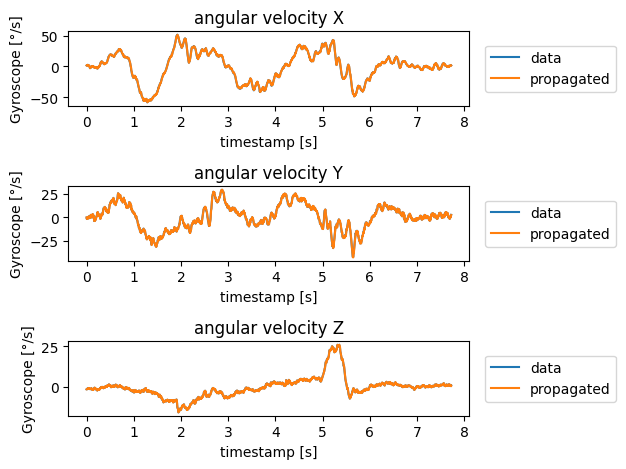 angular velocity X
Gyroscope [°/s]
50
0
−50
0 1 2 3 4 5 6 7 8
timestamp [s]
data
propagated
angular velocity Y
Gyroscope [°/s]
25
0
−25
0 1 2 3 4 5 6 7 8
timestamp [s]
data
propagated
angular velocity Z
Gyroscope [°/s]
25
0
0 1 2 3 4 5 6 7 8
timestamp [s]
data
propagated